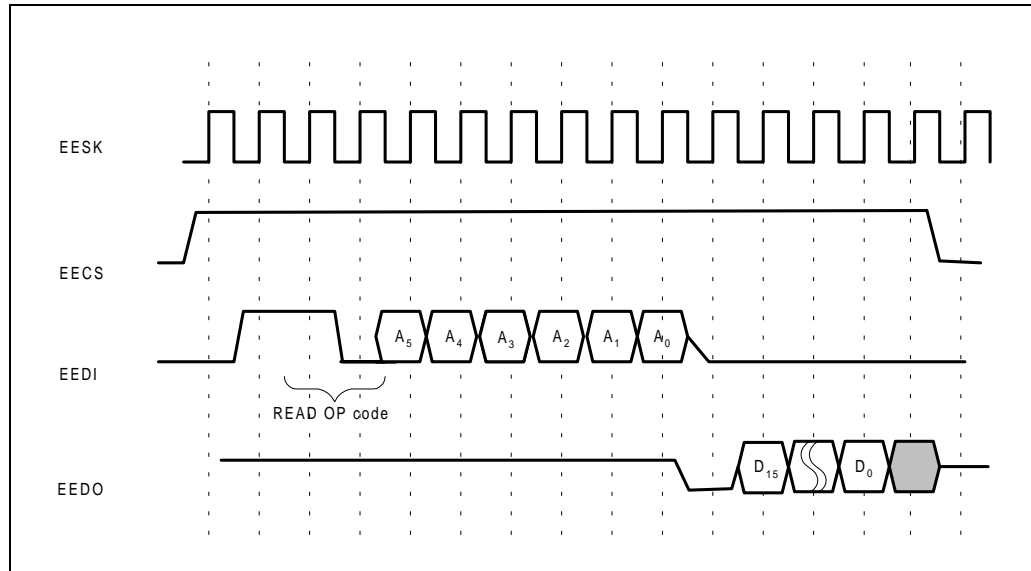 EESK
EECS
A5 A4 A3 A2 A1 A0
EEDI
READ OP code
D15 D0
EEDO